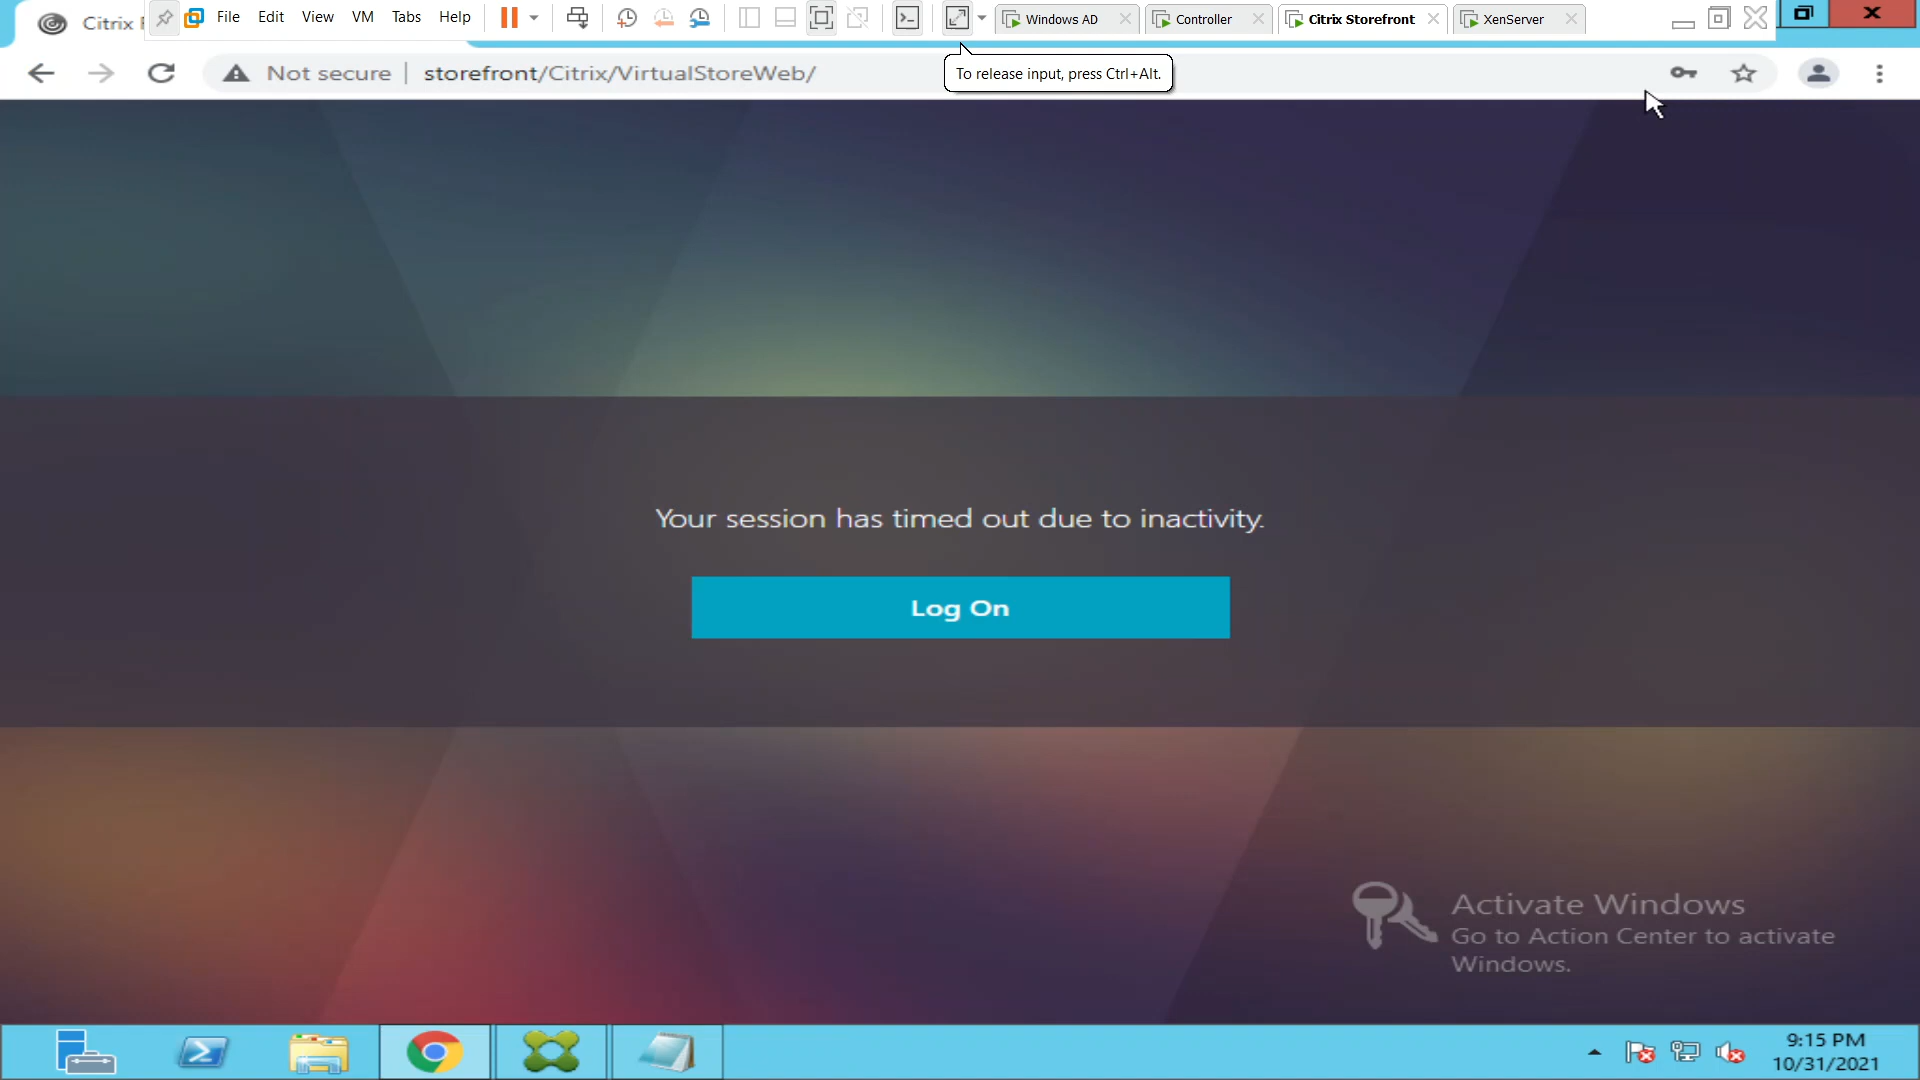 Citrix
File Edit View VM Tabs Help
Windows AD
Controller
Citrix Storefront
XenServer
Not secure | storefront/Citrix/VirtualStoreWeb/
To release input, press Ctrl+Alt.
Your session has timed out due to inactivity.
Log On
Activate Windows
Go to Action Center to activate
Windows.
9:15 PM
10/31/2021